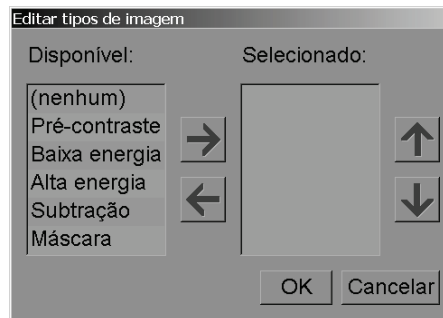 Editar tipos de imagem
Disponível:
Selecionado:
(nenhum)
Pré-contraste
Baixa energia
Alta energia
Subtração
Máscara
OK
Cancelar